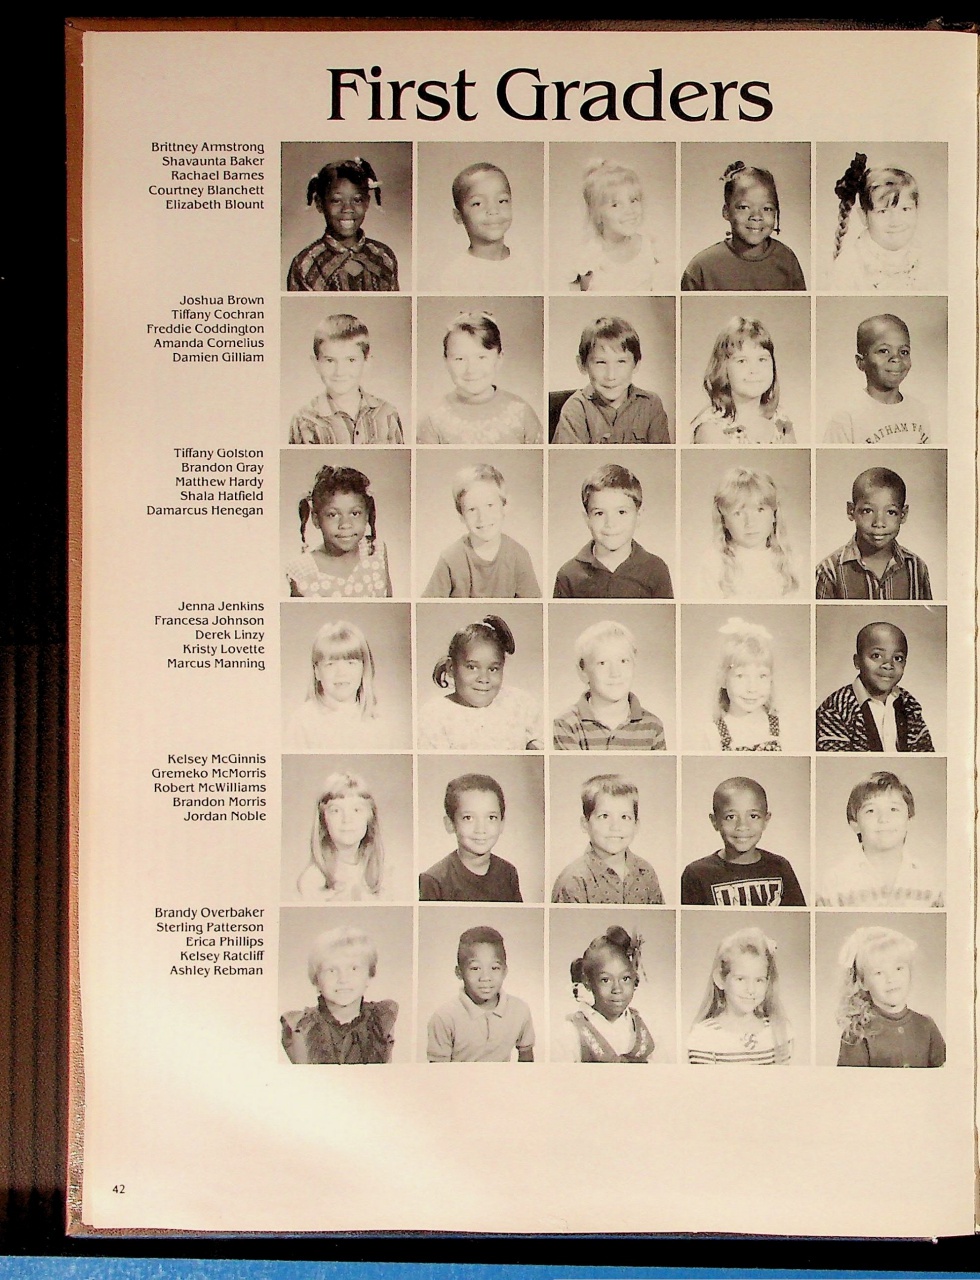 First Graders
Brittney Armstrong
Shavaunta Baker
Rachael Barnes
Courtney Blanchett
Elizabeth Blount
Joshua Brown
Tiffany Cochran
Freddie Coddington
Amanda Cornelius
Damien Gilliam
Tiffany Golston
Brandon Gray
Matthew Hardy
Shala Hatfield
Damarcus Henegan
Jenna Jenkins
Francesa Johnson
Derek Linzy
Kristy Lovette
Marcus Manning
Kelsey McGinnis
Gremeko McMorris
Robert McWilliams
Brandon Morris
Jordan Noble
Brandy Overbaker
Sterling Patterson
Erica Phillips
Kelsey Ratcliff
Ashley Rebman
42